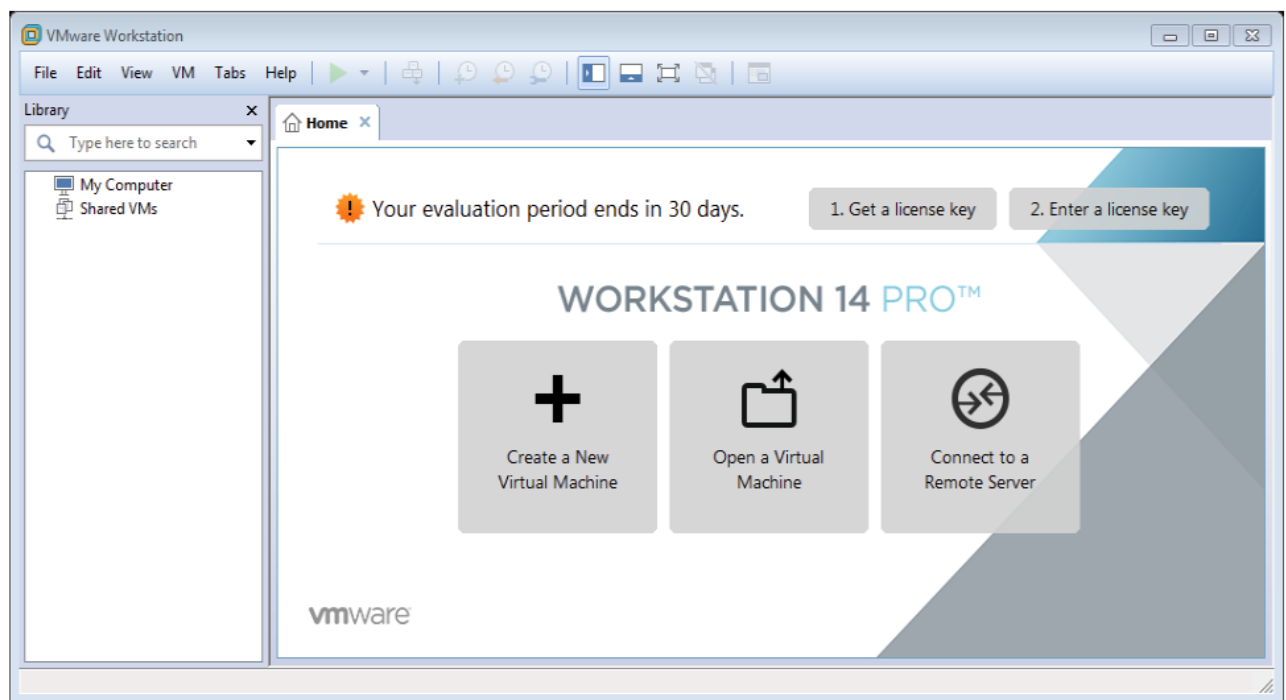 VMware Workstation
File Edit View VM Tabs Help
Library x
Home x
Type here to search
My Computer
Shared VMs
! Your evaluation period ends in 30 days. 1. Get a license key 2. Enter a license key
WORKSTATION 14 PRO™
Create a New
Virtual Machine
Open a Virtual
Machine
Connect to a
Remote Server
vmware